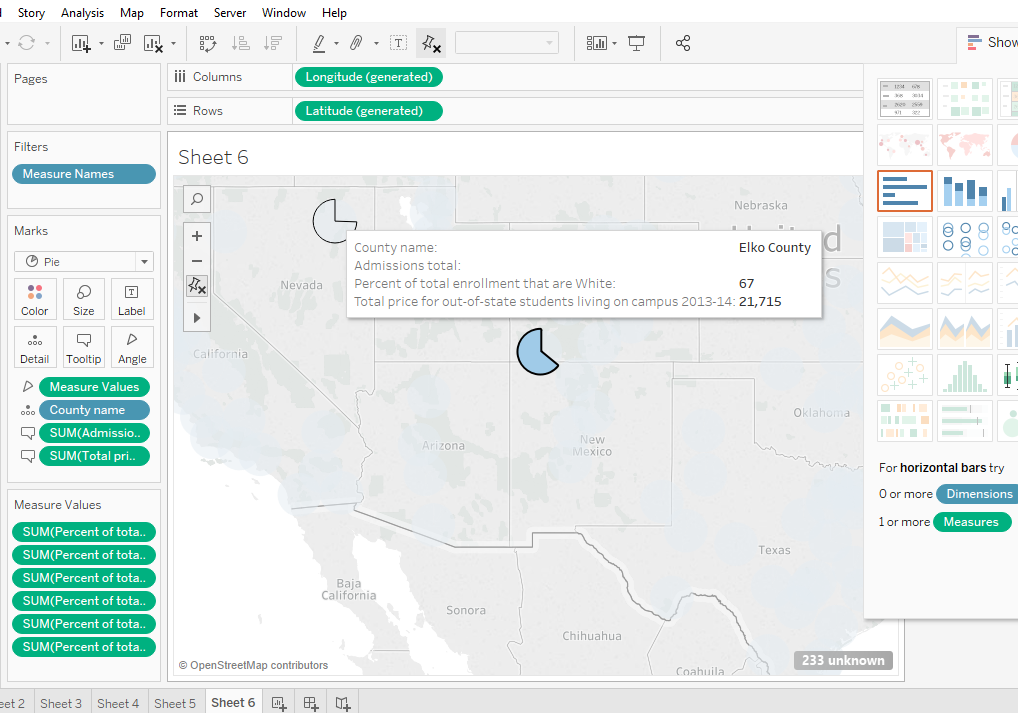 Story Analysis Map Format Server Window Help
Show
Pages
Columns Longitude (generated)
Rows Latitude (generated)
Filters
Measure Names
Marks
Pie
Color Size Label
Detail Tooltip Angle
Measure Values
County name
SUM(Admissio..
SUM(Total pri..
Measure Values
SUM(Percent of tota..
SUM(Percent of tota..
SUM(Percent of tota..
SUM(Percent of tota..
SUM(Percent of tota..
SUM(Percent of tota..
Sheet 6
Nebraska
United
S
Nevada
County name: Elko County
Admissions total:
Percent of total enrollment that are White: 67
Total price for out-of-state students living on campus 2013-14: 21,715
California
Oklahoma
Arizona
New
Mexico
Texas
Baja
California
Sonora
Chihuahua
Coahuila
© OpenStreetMap contributors
233 unknown
For horizontal bars try
0 or more Dimensions
1 or more Measures
eet 2 Sheet 3 Sheet 4 Sheet 5 Sheet 6